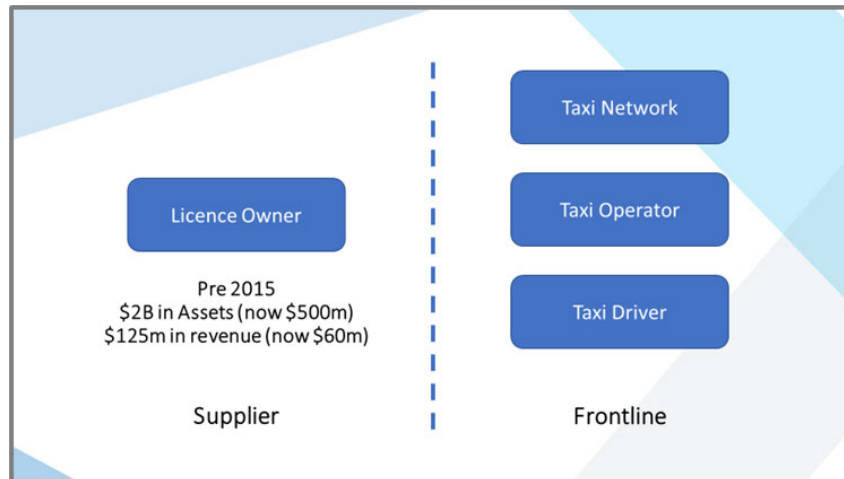 Licence Owner
Pre 2015
$2B in Assets (now $500m)
$125m in revenue (now $60m)
Supplier
Taxi Network
Taxi Operator
Taxi Driver
Frontline